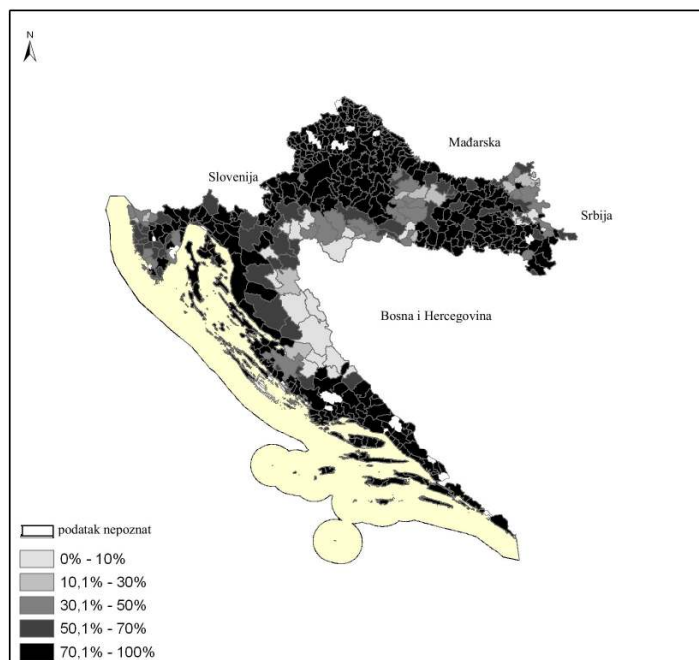 N
Mađarska
Slovenija
Srbija
Bosna i Hercegovina
podatak nepoznat
0% - 10%
10,1% - 30%
30,1% - 50%
50,1% - 70%
70,1% - 100%